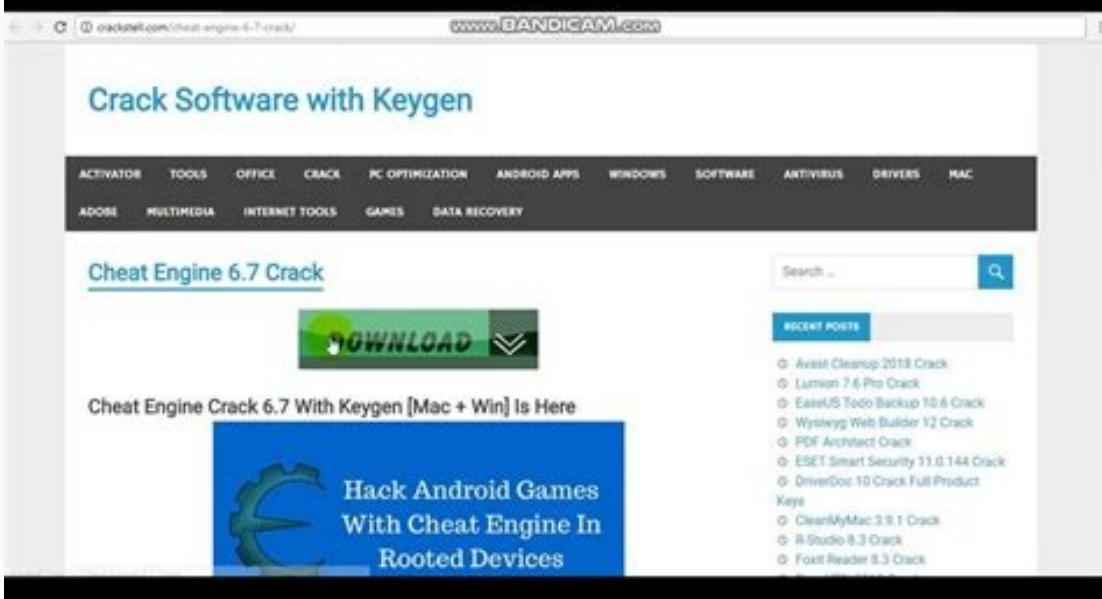 www.BANDICAM.com
crackstell.com/cheat-engine-6-7-crack/
Crack Software with Keygen
ACTIVATOR TOOLS OFFICE CRACK PC OPTIMIZATION ANDROID APPS WINDOWS SOFTWARE ANTIVIRUS DRIVERS MAC
ADOBE MULTIMEDIA INTERNET TOOLS GAMES DATA RECOVERY
Cheat Engine 6.7 Crack
DOWNLOAD
Cheat Engine Crack 6.7 With Keygen [Mac + Win] Is Here
Hack Android Games
With Cheat Engine In
Rooted Devices
Search ...
RECENT POSTS
Avast Cleanup 2018 Crack
Lumion 7.6 Pro Crack
EaseUS Todo Backup 10.6 Crack
Wysiwyg Web Builder 12 Crack
PDF Architect Crack
ESET Smart Security 11.0.144 Crack
DriverDoc 10 Crack Full Product
Keys
CleanMyMac 3.9.1 Crack
R-Studio 8.3 Crack
Foxit Reader 8.3 Crack